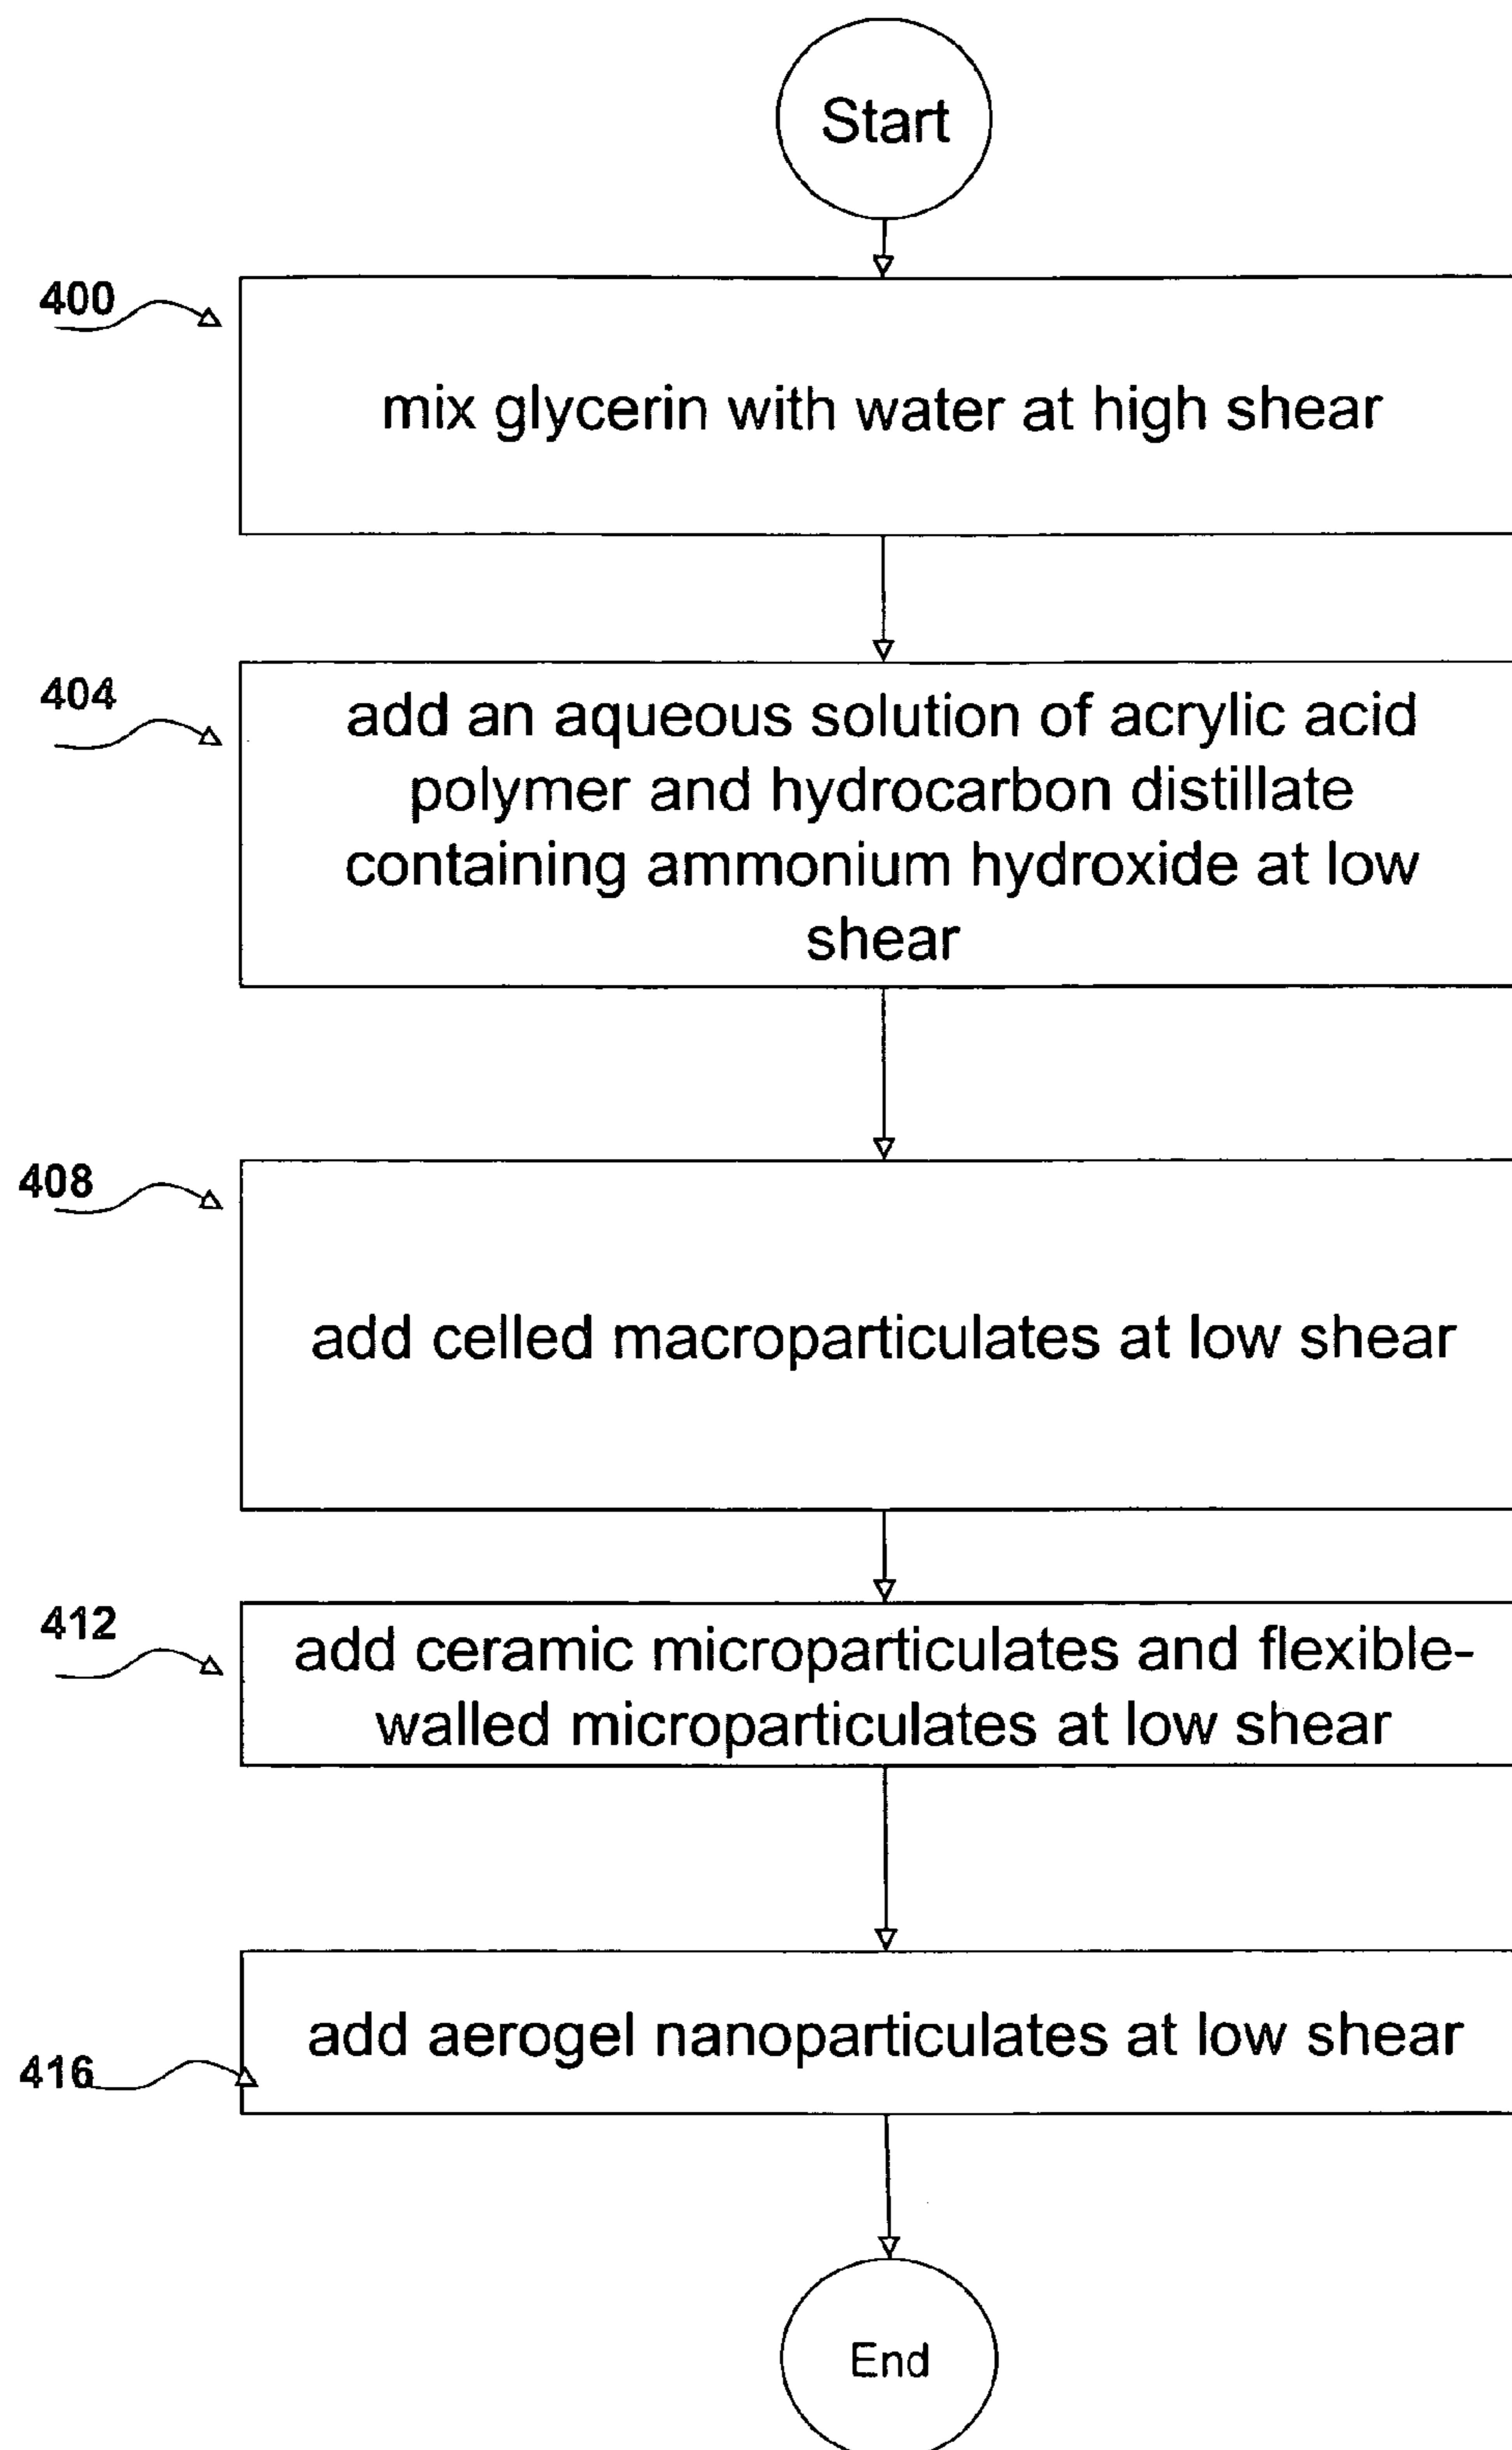 Start
400
mix glycerin with water at high shear
404
add an aqueous solution of acrylic acid
polymer and hydrocarbon distillate
containing ammonium hydroxide at low
shear
408
add celled macroparticulates at low shear
412
add ceramic microparticulates and flexible-
walled microparticulates at low shear
416
add aerogel nanoparticulates at low shear
End